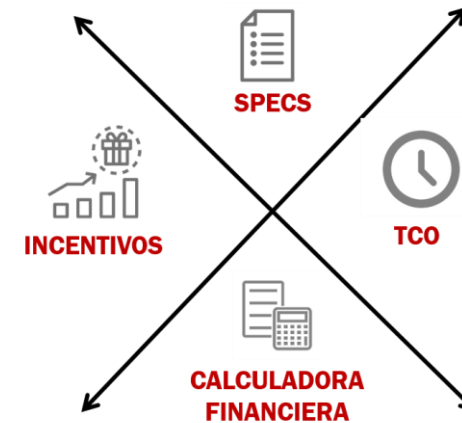 SPECS
INCENTIVOS
TCO
CALCULADORA
FINANCIERA